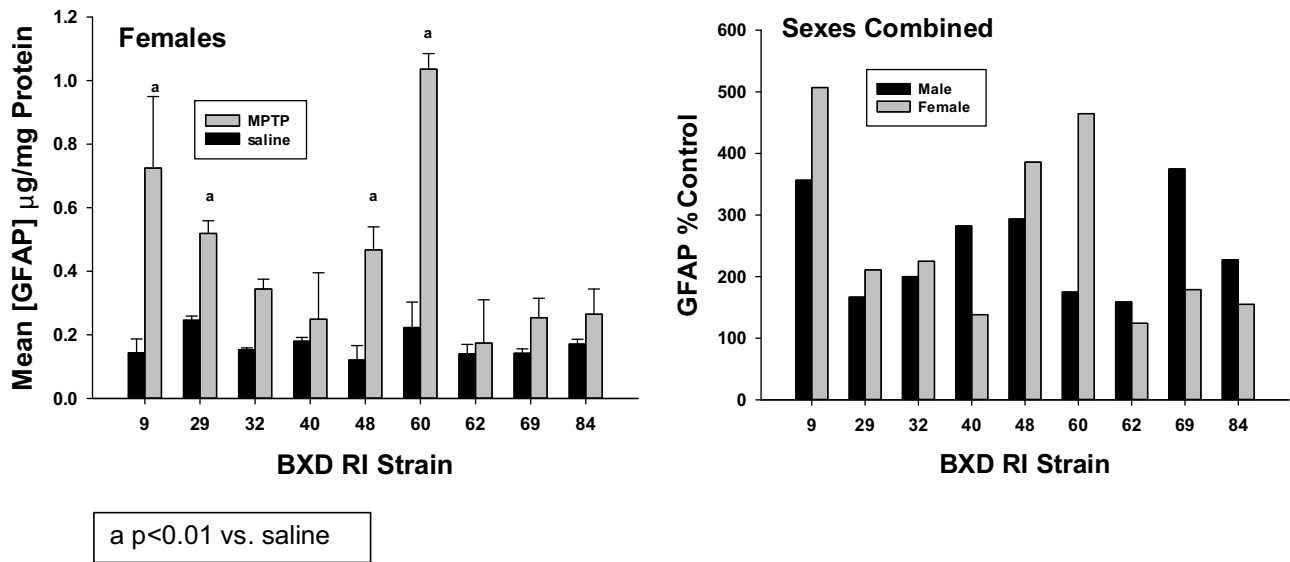 Females
Mean [GFAP] μg/mg Protein
1.2
1.0
0.8
0.6
0.4
0.2
0.0
a
a
a
a
MPTP
saline
9 29 32 40 48 60 62 69 84
BXD RI Strain
a p<0.01 vs. saline
Sexes Combined
GFAP % Control
600
500
400
300
200
100
0
Male
Female
9 29 32 40 48 60 62 69 84
BXD RI Strain